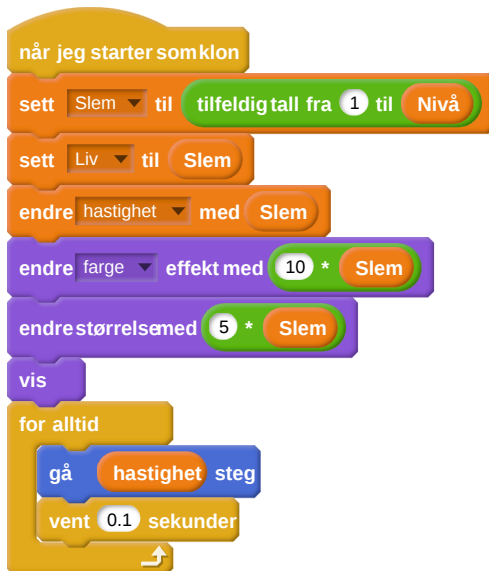 når jeg starter som klon
sett Slem til tilfeldig tall fra 1 til Nivå
sett Liv til Slem
endre hastighet med Slem
endre farge effekt med 10 * Slem
endre størrelse med 5 * Slem
vis
for alltid
gå hastighet steg
vent 0.1 sekunder